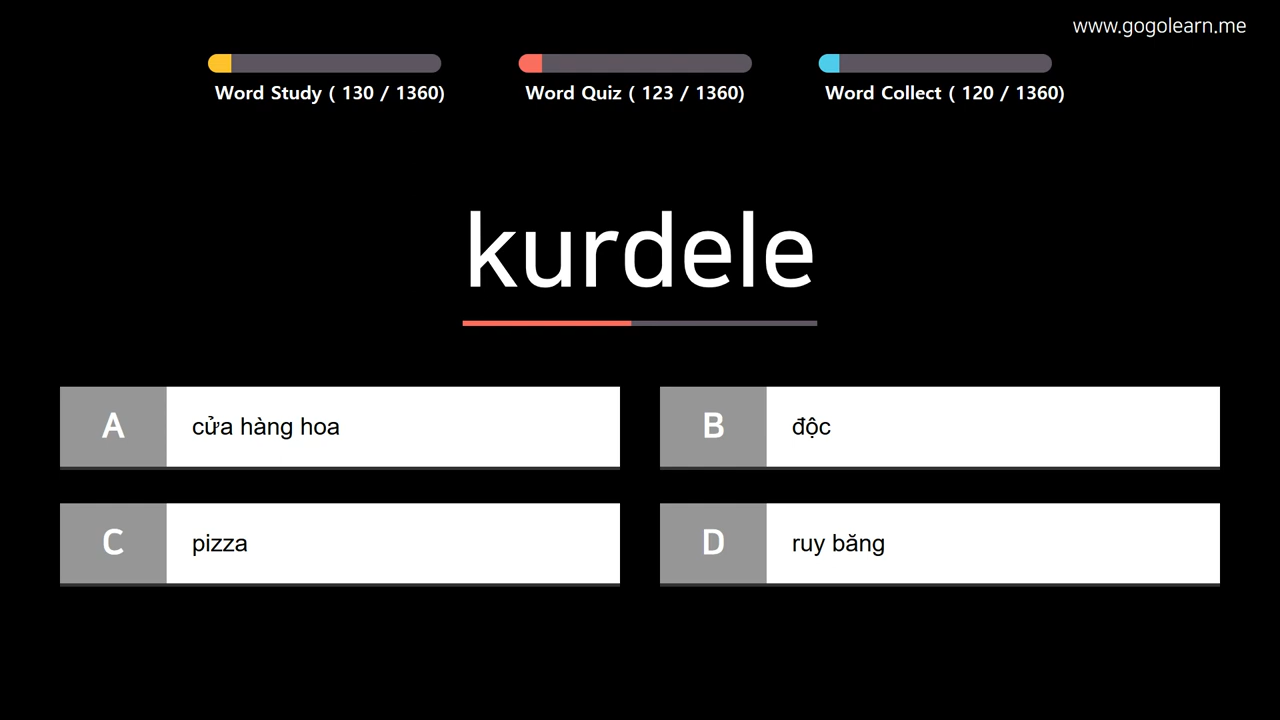 www.gogolearn.me
Word Study ( 130 / 1360)
Word Quiz ( 123 / 1360)
Word Collect ( 120 / 1360)
kurdele
A
cửa hàng hoa
B
độc
C
pizza
D
ruy băng